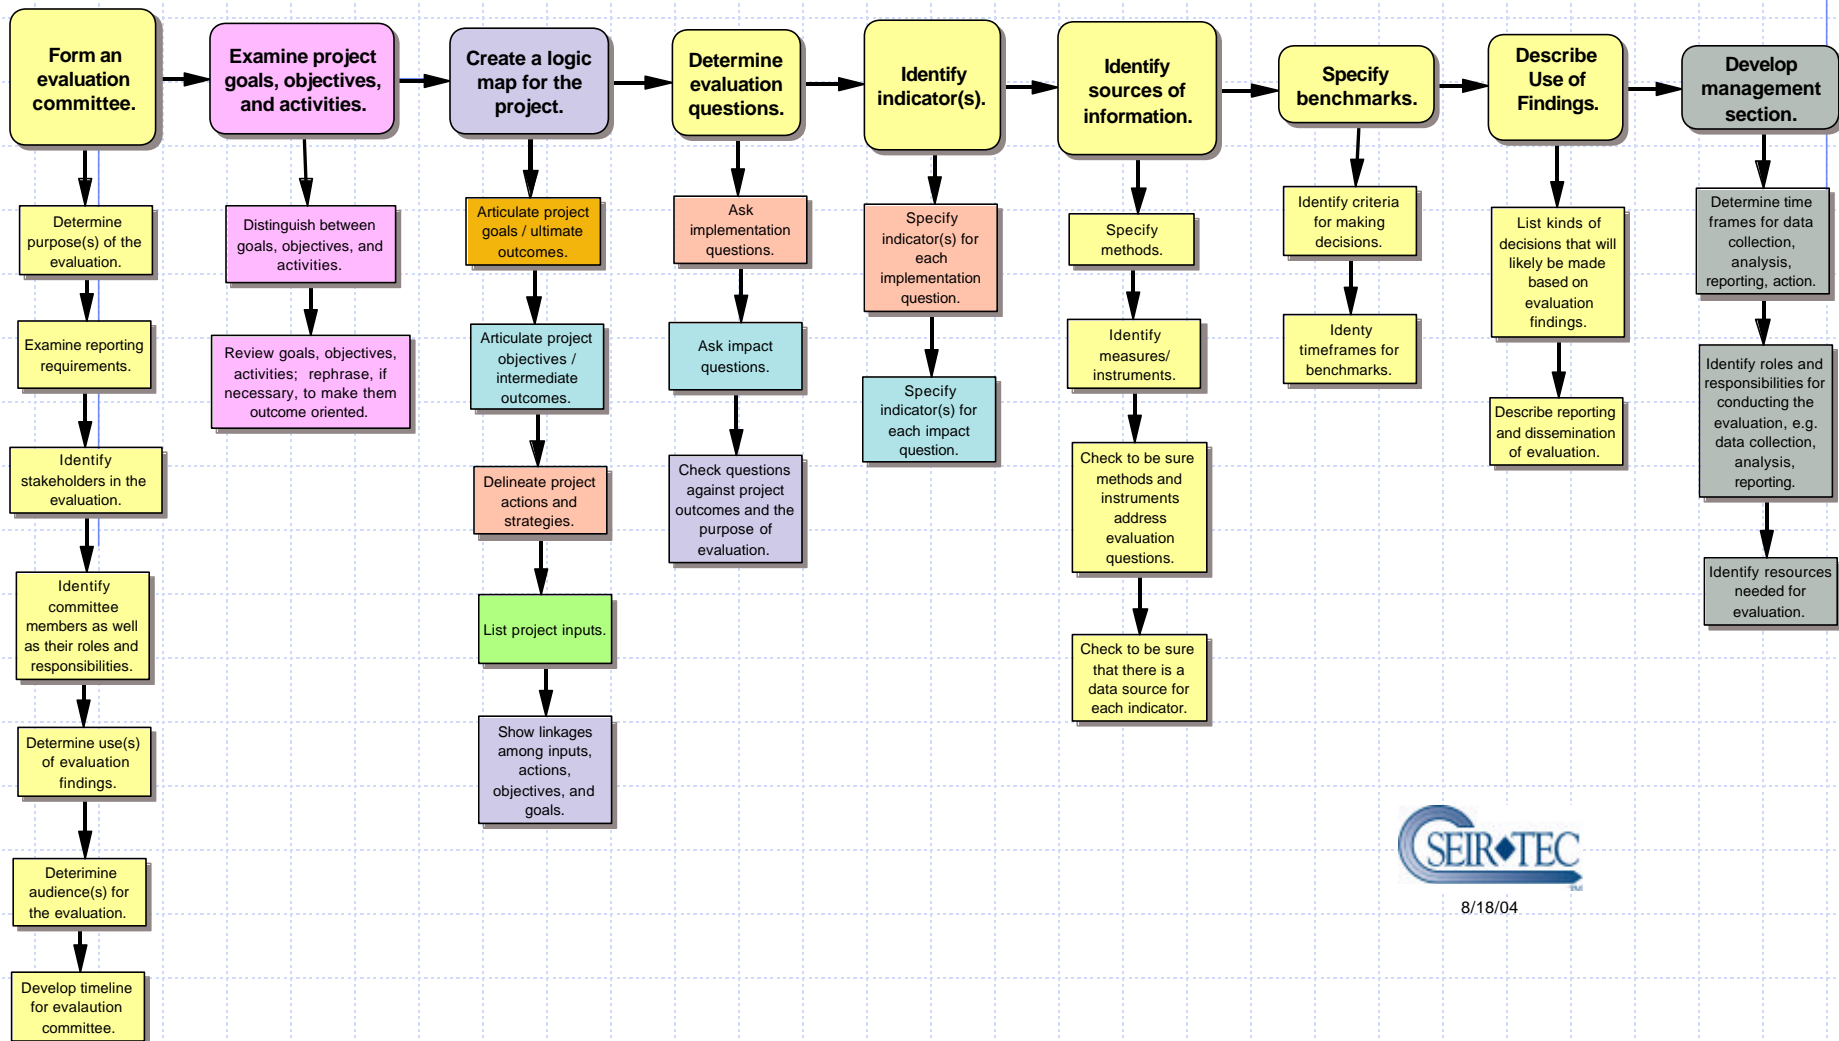 Form an
evaluation
committee.
Determine
purpose(s) of the
evaluation.
Examine reporting
requirements.
Identify
stakeholders in the
evaluation.
Identify
committee
members as well
as their roles and
responsibilities.
Determine use(s)
of evaluation
findings.
Deterimine
audience(s) for
the evaluation.
Develop timeline
for evalaution
committee.
Examine project
goals, objectives,
and activities.
Distinguish between
goals, objectives, and
activities.
Review goals, objectives,
activities; rephrase, if
necessary, to make them
outcome oriented.
Create a logic
map for the
project.
Articulate project
goals / ultimate
outcomes.
Articulate project
objectives /
intermediate
outcomes.
Delineate project
actions and
strategies.
List project inputs.
Show linkages
among inputs,
actions,
objectives, and
goals.
Determine
evaluation
questions.
Ask
implementation
questions.
Ask impact
questions.
Check questions
against project
outcomes and the
purpose of
evaluation.
Identify
indicator(s).
Specify
indicator(s) for
each
implementation
question.
Specify
indicator(s) for
each impact
question.
Identify
sources of
information.
Specify
methods.
Identify
measures/
instruments.
Check to be sure
methods and
instruments
address
evaluation
questions.
Check to be sure
that there is a
data source for
each indicator.
Specify
benchmarks.
Identify criteria
for making
decisions.
Identy
timeframes for
benchmarks.
Describe
Use of
Findings.
List kinds of
decisions that will
likely be made
based on
evaluation
findings.
Describe reporting
and dissemination
of evaluation.
Develop
management
section.
Determine time
frames for data
collection,
analysis,
reporting, action.
Identify roles and
responsibilities for
conducting the
evaluation, e.g.
data collection,
analysis,
reporting.
Identify resources
needed for
evaluation.
SEIR◆TEC
TM
8/18/04